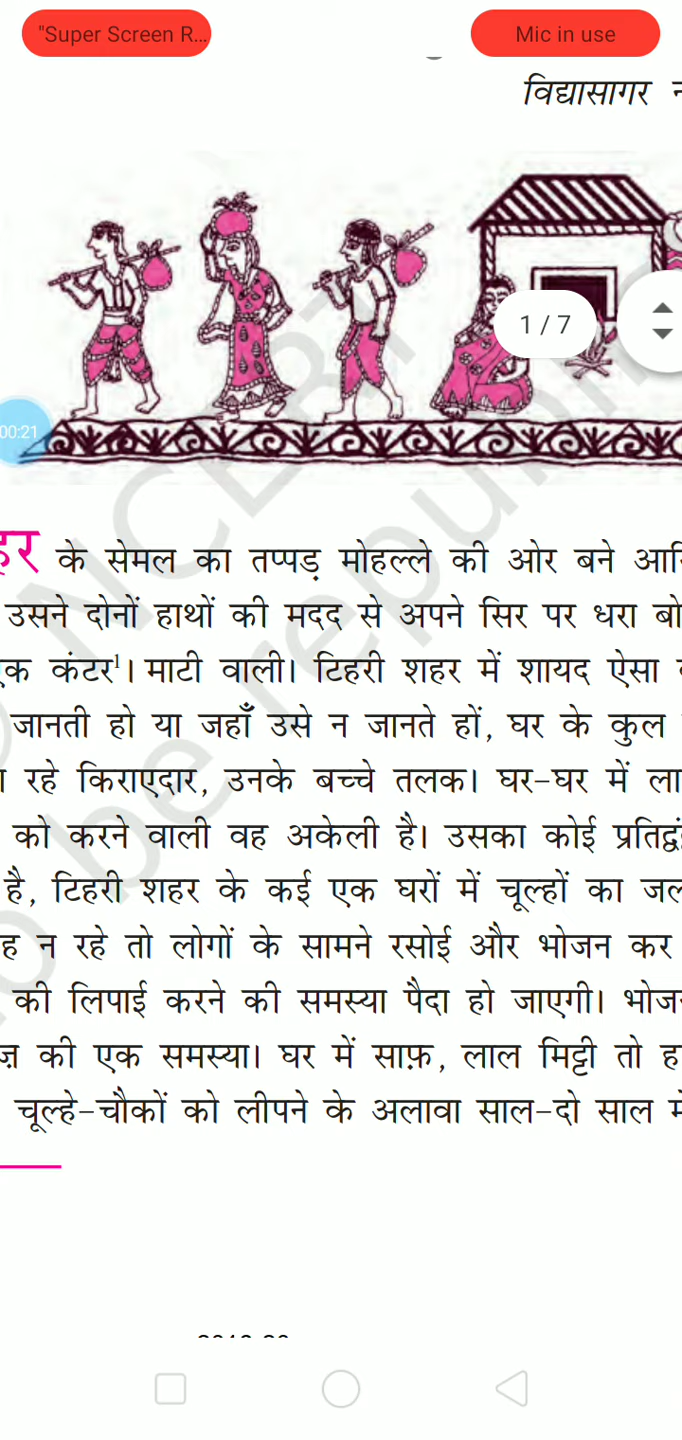 "Super Screen R...
Mic in use
विद्यासागर
1 / 7
00:21
के सेमल का तप्पड़ मोहल्ले की ओर बने
उसने दोनों हाथों की मदद से अपने सिर पर धरा
कंटर¹। माटी वाली। टिहरी शहर में शायद ऐसा
जानती हो या जहाँ उसे न जानते हों, घर के कुल
रहे किराएदार, उनके बच्चे तलक। घर-घर में
को करने वाली वह अकेली है। उसका कोई
है, टिहरी शहर के कई एक घरों में चूल्हों का
न रहे तो लोगों के सामने रसोई और भोजन कर
की लिपाई करने की समस्या पैदा हो जाएगी।
की एक समस्या। घर में साफ़, लाल मिट्टी तो
चूल्हे-चौकों को लीपने के अलावा साल-दो साल